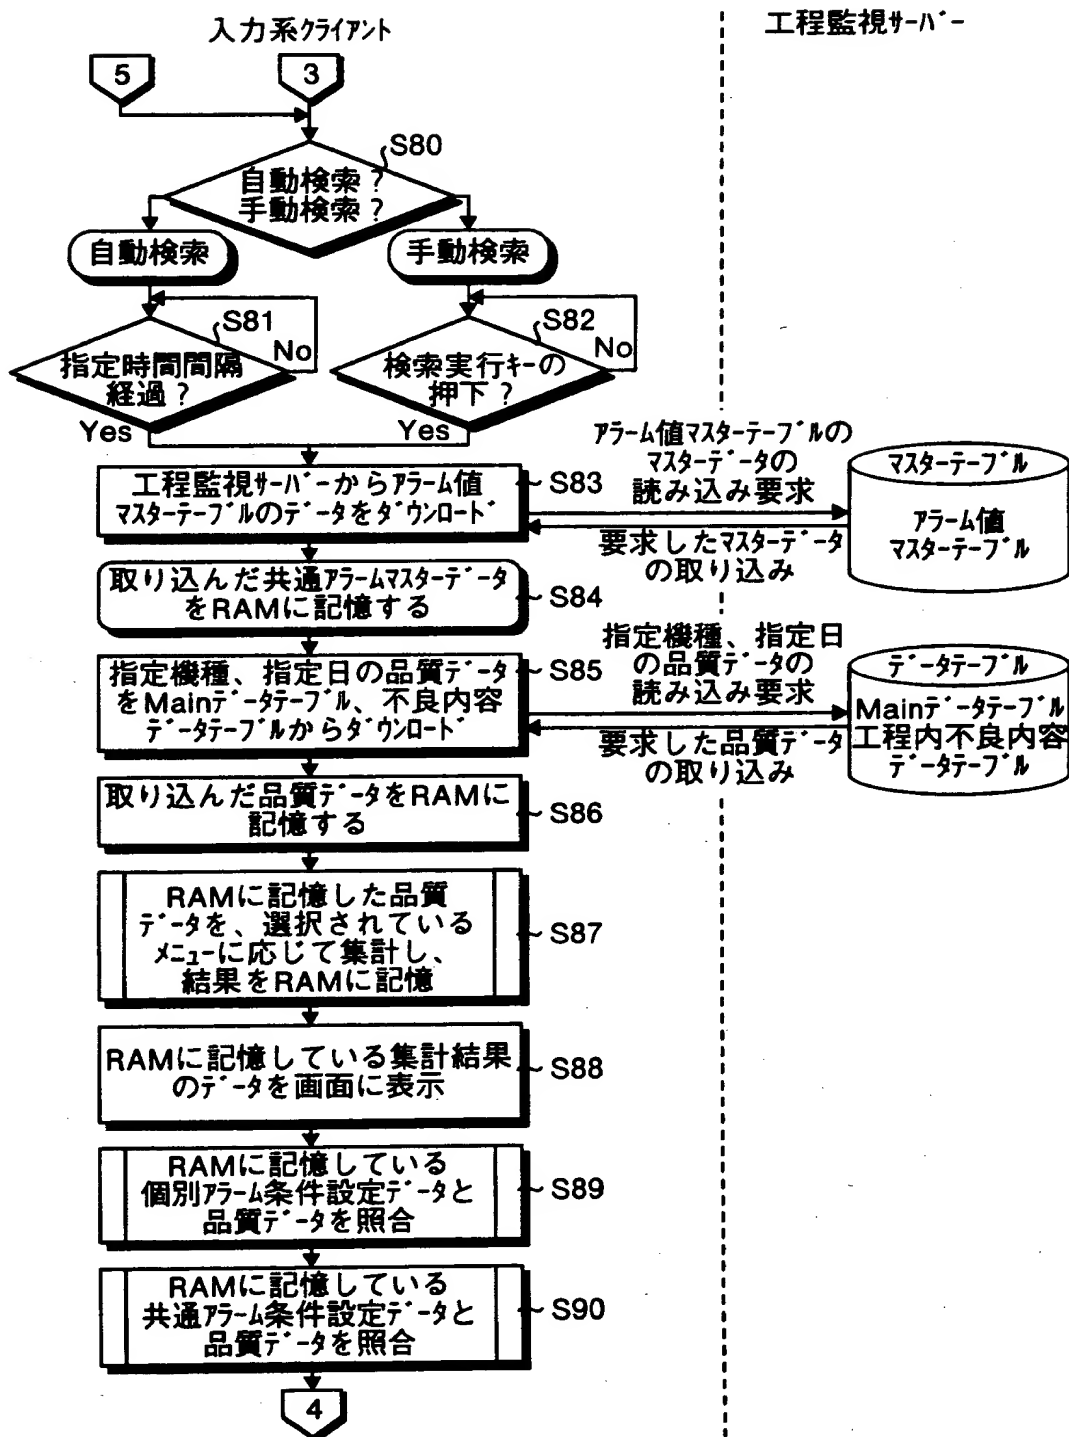 入力系クライアント
工程監視サーバー
5
3
S80
自動検索?
手動検索?
自動検索
手動検索
S81
No
指定時間間隔
経過?
Yes
S82
No
検索実行キーの
押下?
Yes
工程監視サーバーからアラーム値
マスターテーブルのデータをダウンロード
S83
アラーム値マスターテーブルの
マスターデータの
読み込み要求
要求したマスターデータ
の取り込み
マスターテーブル
アラーム値
マスターテーブル
取り込んだ共通アラームマスターデータ
をRAMに記憶する
S84
指定機種、指定日の品質データ
をMainデータテーブル、不良内容
データテーブルからダウンロード
S85
指定機種、指定日
の品質データの
読み込み要求
要求した品質データ
の取り込み
データテーブル
Mainデータテーブル
工程内不良内容
データテーブル
取り込んだ品質データをRAMに
記憶する
S86
RAMに記憶した品質
データを、選択されている
メニューに応じて集計し、
結果をRAMに記憶
S87
RAMに記憶している集計結果
のデータを画面に表示
S88
RAMに記憶している
個別アラーム条件設定データと
品質データを照合
S89
RAMに記憶している
共通アラーム条件設定データと
品質データを照合
S90
4